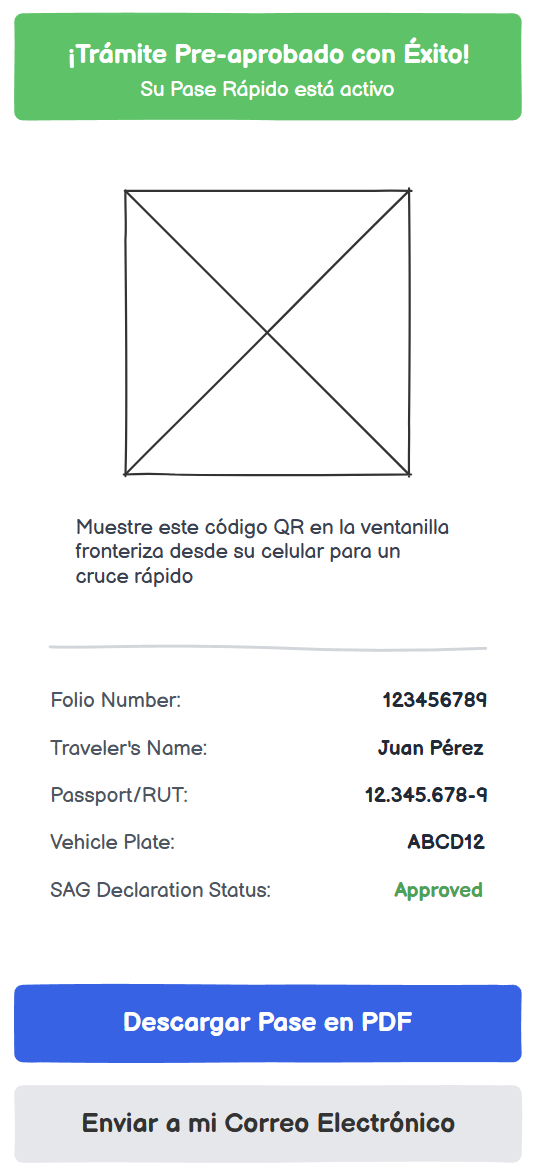 ¡Trámite Pre-aprobado con Éxito!
Su Pase Rápido está activo
Muestre este código QR en la ventanilla
fronteriza desde su celular para un
cruce rápido
Folio Number: 123456789
Traveler's Name: Juan Pérez
Passport/RUT: 12.345.678-9
Vehicle Plate: ABCD12
SAG Declaration Status: Approved
Descargar Pase en PDF
Enviar a mi Correo Electrónico